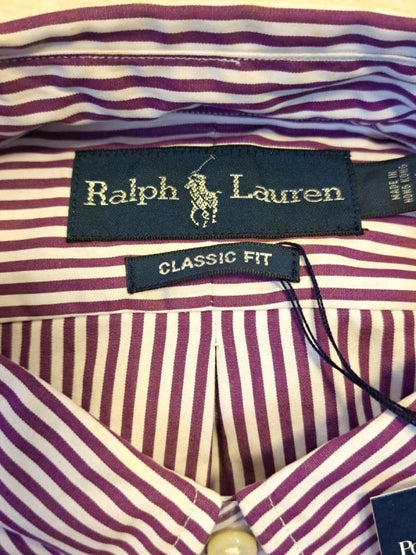 Ralph Lauren
MADE IN
HONG KONG
CLASSIC FIT
R